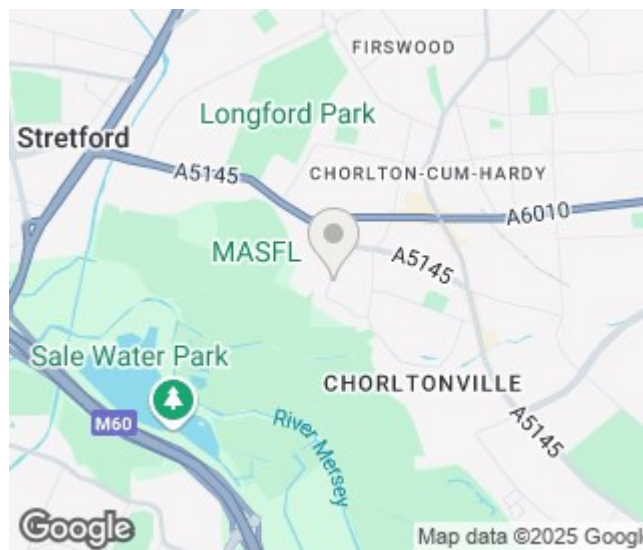 FIRSWOOD
Longford Park
Stretford
A5145
CHORLTON-CUM-HARDY
A6010
MASFL
A5145
Sale Water Park
CHORLTONVILLE
M60
River Mersey
A5145
Google
Map data ©2025 Googl